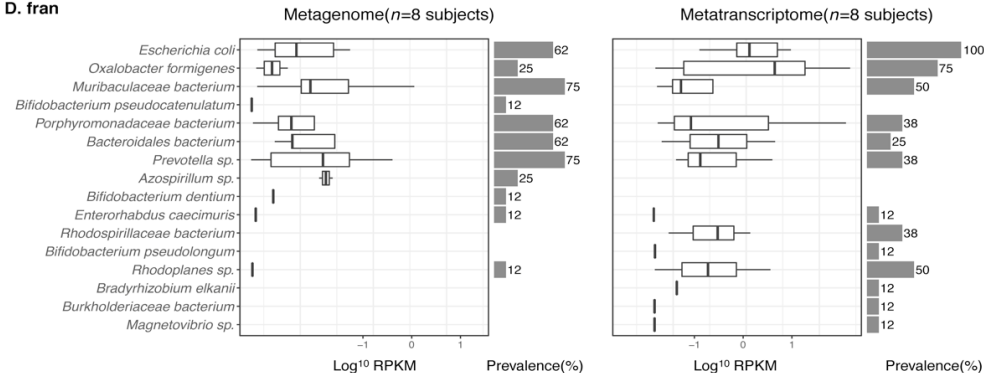 D. fran
Metagenome(n=8 subjects)
Metatranscriptome(n=8 subjects)
Escherichia coli 62 100
Oxalobacter formigenes 25 75
Muribaculaceae bacterium 75 50
Bifidobacterium pseudocatenulatum 12
Porphyromonadaceae bacterium 62 38
Bacteroidales bacterium 62 25
Prevotella sp. 75 38
Azospirillum sp. 25
Bifidobacterium dentium 12
Enterorhabdus caecimuris 12 12
Rhodospirillaceae bacterium 38
Bifidobacterium pseudolongum 12
Rhodoplanes sp. 12 50
Bradyrhizobium elkanii 12
Burkholderiaceae bacterium 12
Magnetovibrio sp. 12
−1 0 1 −1 0 1
Log¹⁰ RPKM Prevalence(%) Log¹⁰ RPKM Prevalence(%)